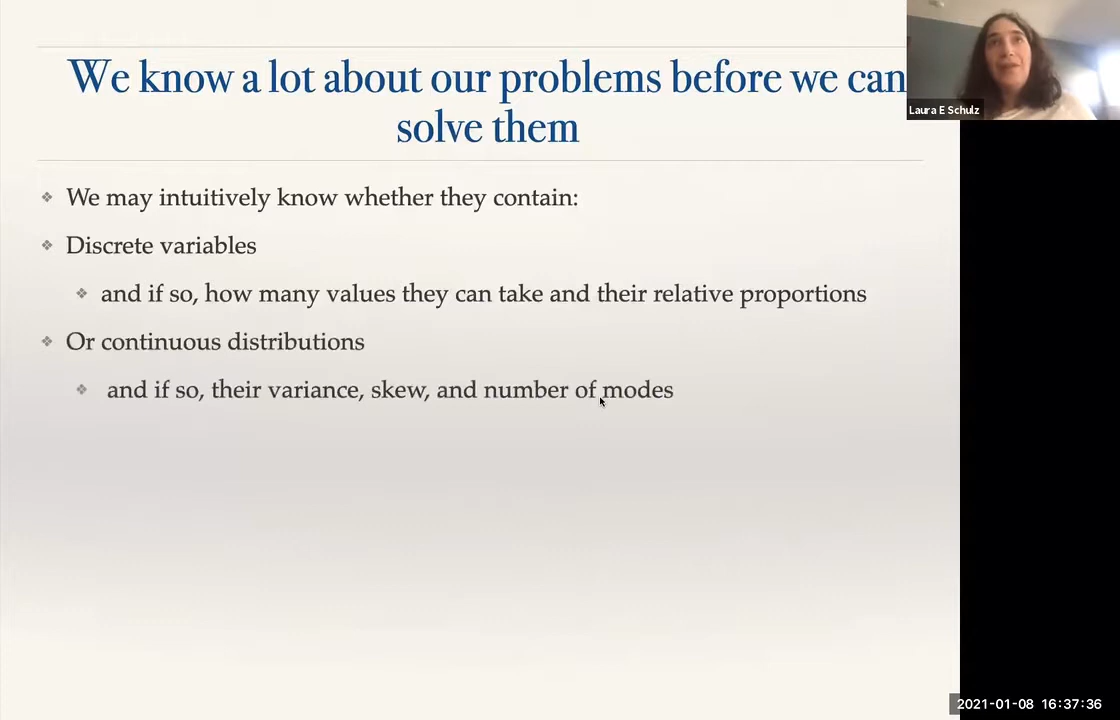 We know a lot about our problems before we can
solve them
Laura E Schulz
❖ We may intuitively know whether they contain:
❖ Discrete variables
❖ and if so, how many values they can take and their relative proportions
❖ Or continuous distributions
❖ and if so, their variance, skew, and number of modes
2021-01-08 16:37:36